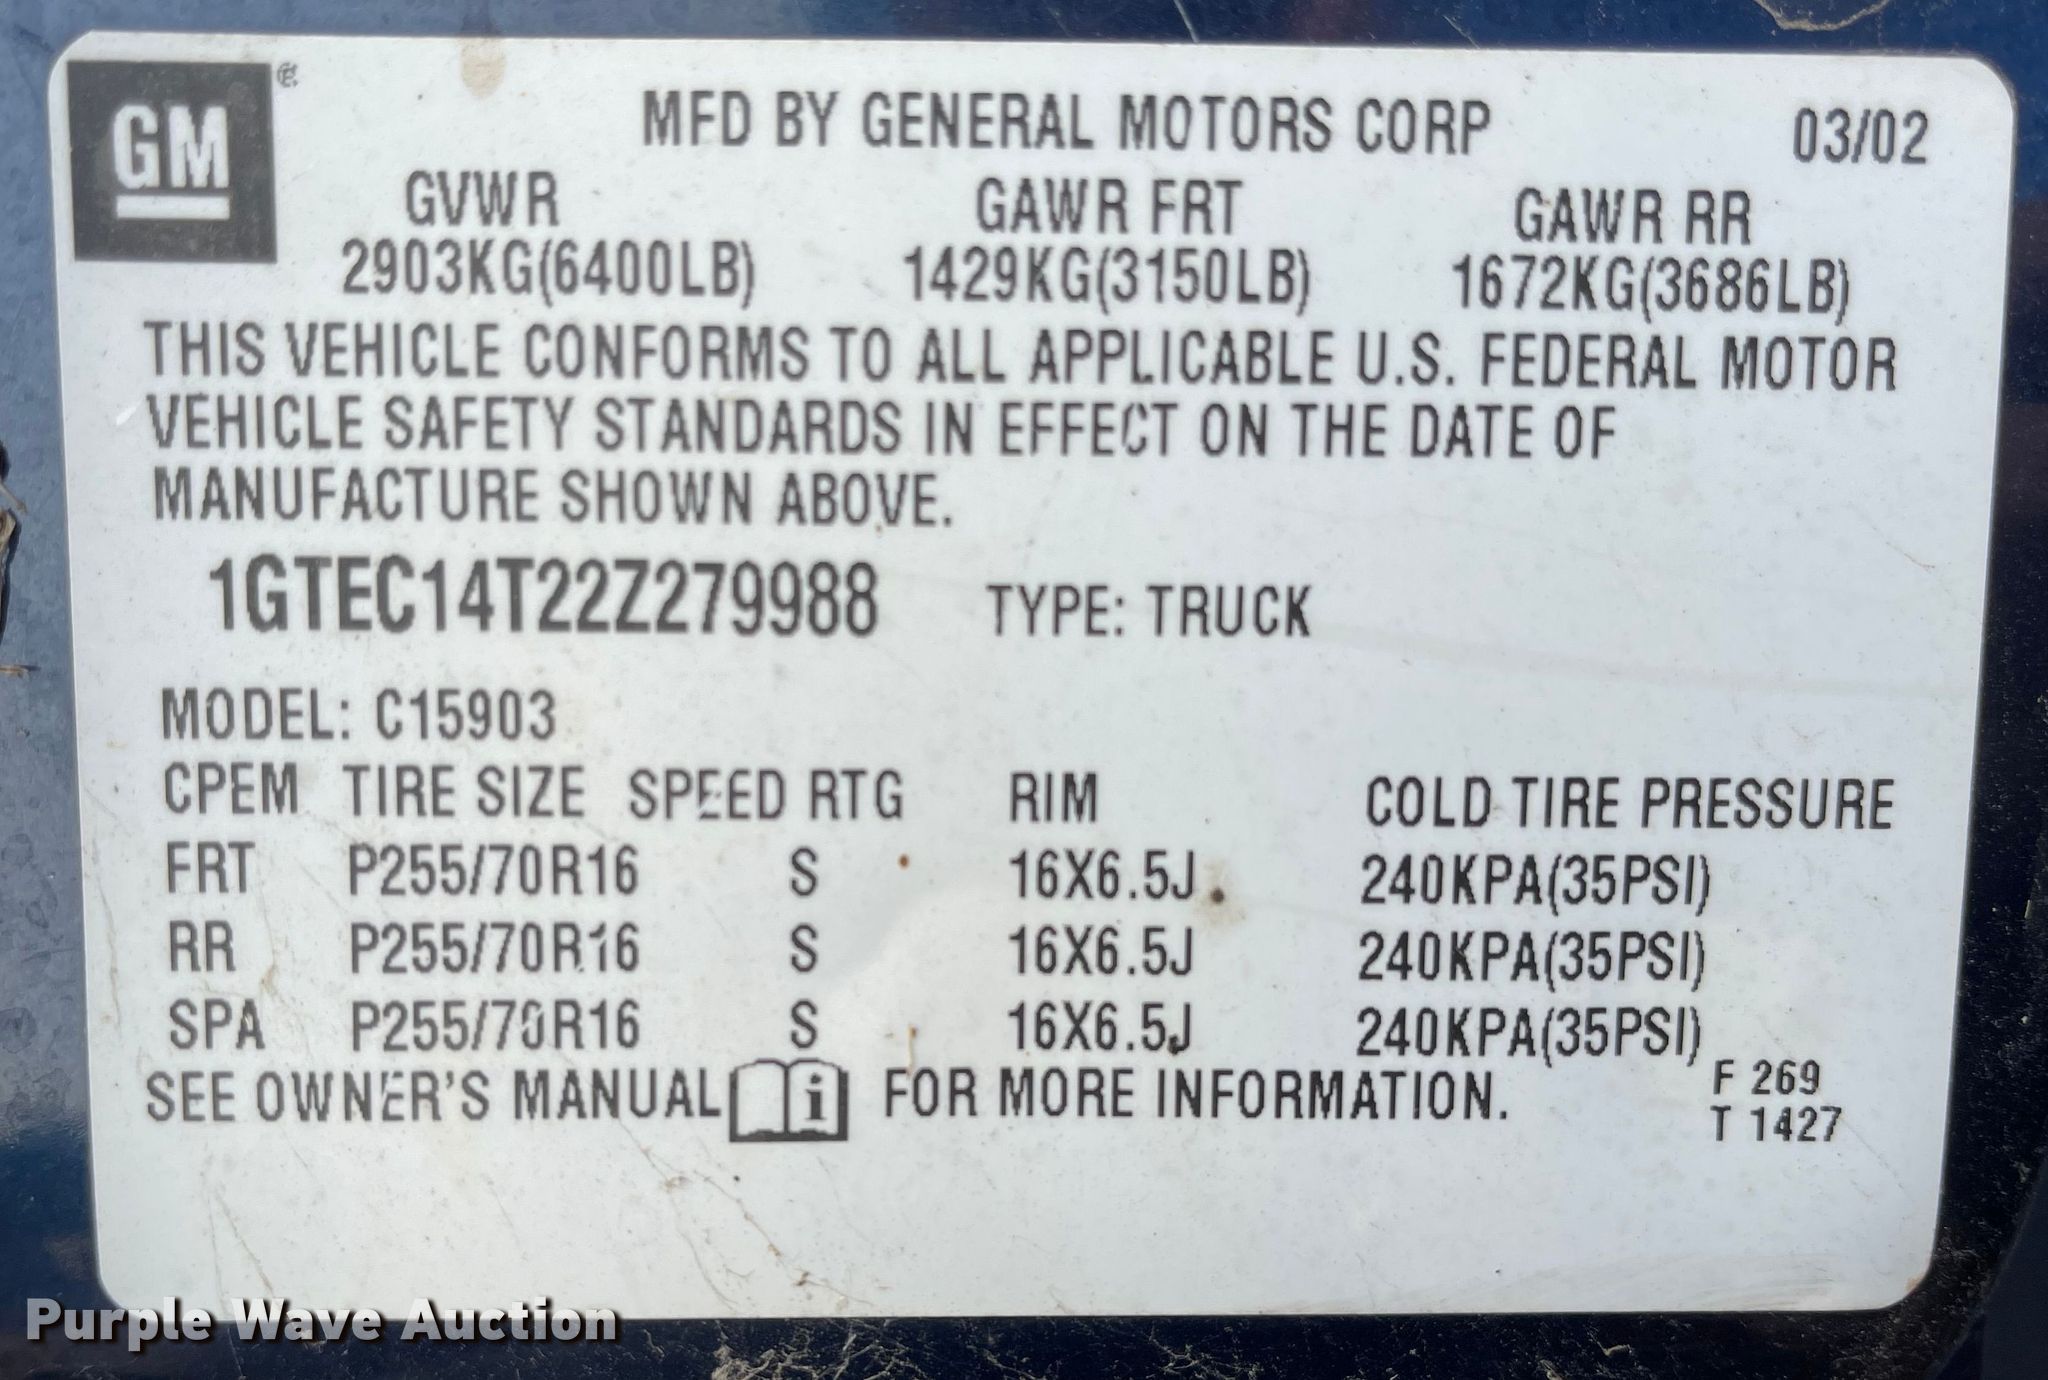 GM
MFD BY GENERAL MOTORS CORP 03/02
GVWR GAWR FRT GAWR RR
2903KG(6400LB) 1429KG(3150LB) 1672KG(3686LB)
THIS VEHICLE CONFORMS TO ALL APPLICABLE U.S. FEDERAL MOTOR
VEHICLE SAFETY STANDARDS IN EFFECT ON THE DATE OF
MANUFACTURE SHOWN ABOVE.
1GTEC14T22Z279988 TYPE: TRUCK
MODEL: C15903
CPEM TIRE SIZE SPEED RTG RIM COLD TIRE PRESSURE
FRT P255/70R16 S 16X6.5J 240KPA(35PSI)
RR P255/70R16 S 16X6.5J 240KPA(35PSI)
SPA P255/70R16 S 16X6.5J 240KPA(35PSI)
SEE OWNER'S MANUAL i FOR MORE INFORMATION.
F 269
T 1427
Purple Wave Auction